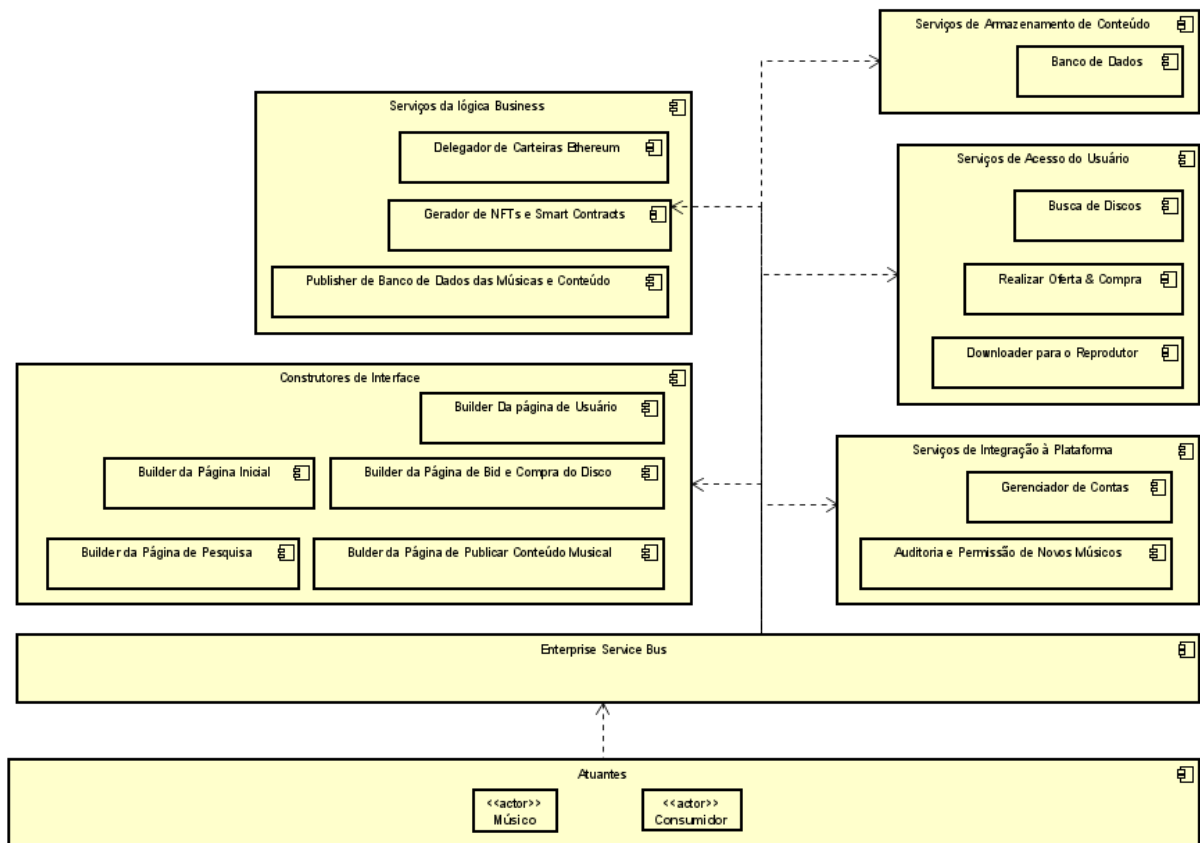 Serviços de Armazenamento de Conteúdo
Banco de Dados
Serviços da lógica Business
Delegador de Carteiras Ethereum
Gerador de NFTs e Smart Contracts
Publisher de Banco de Dados das Músicas e Conteúdo
Serviços de Acesso do Usuário
Busca de Discos
Realizar Oferta & Compra
Downloader para o Reprodutor
Construtores de Interface
Builder Da página de Usuário
Builder da Página Inicial
Builder da Página de Bid e Compra do Disco
Builder da Página de Pesquisa
Bulder da Página de Publicar Conteúdo Musical
Serviços de Integração à Plataforma
Gerenciador de Contas
Auditoria e Permissão de Novos Músicos
Enterprise Service Bus
Atuantes
<<actor>>
Músico
<<actor>>
Consumidor